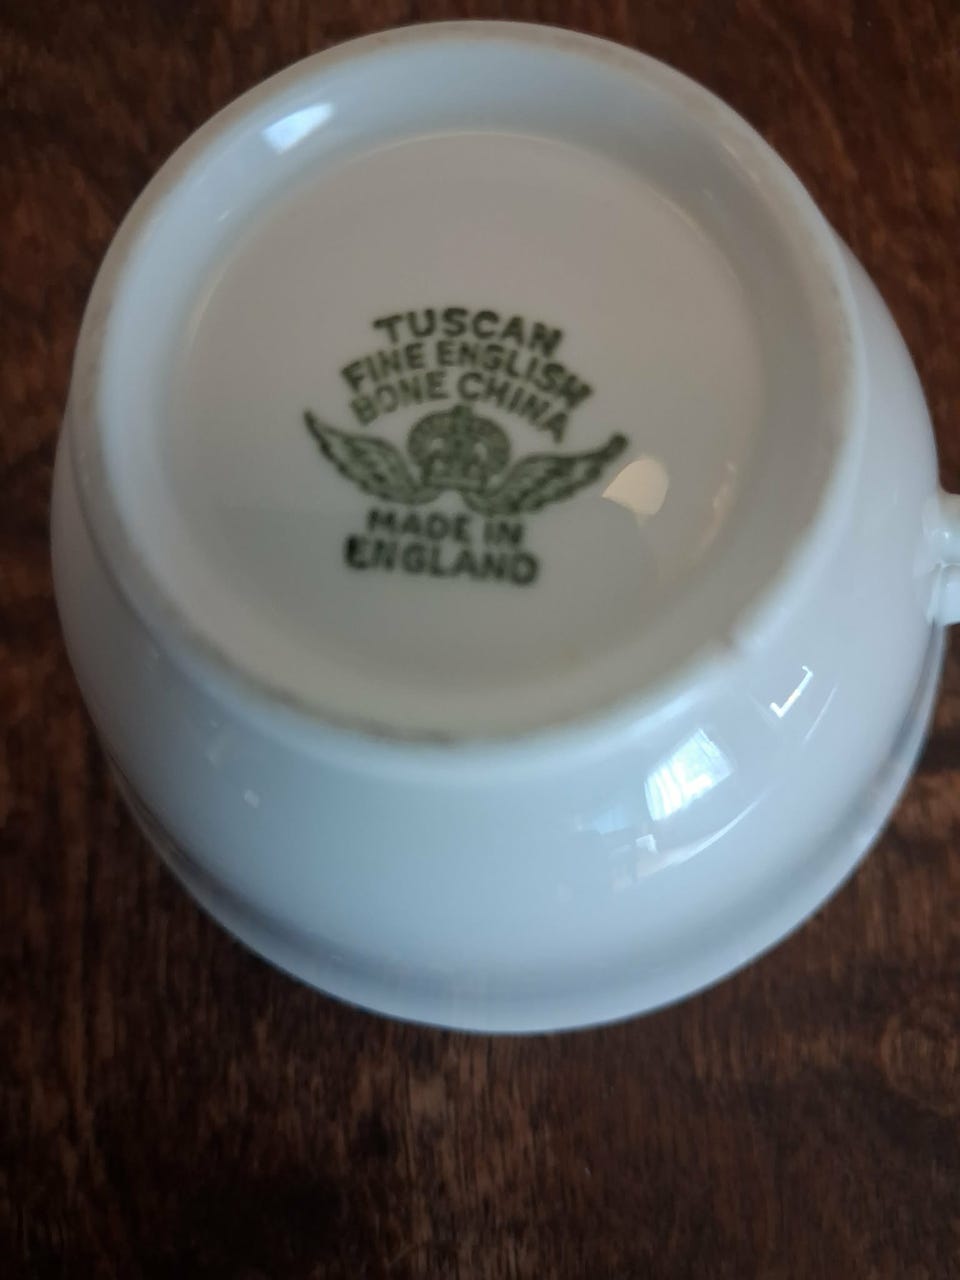 TUSCAN
FINE ENGLISH
BONE CHINA
MADE IN
ENGLAND